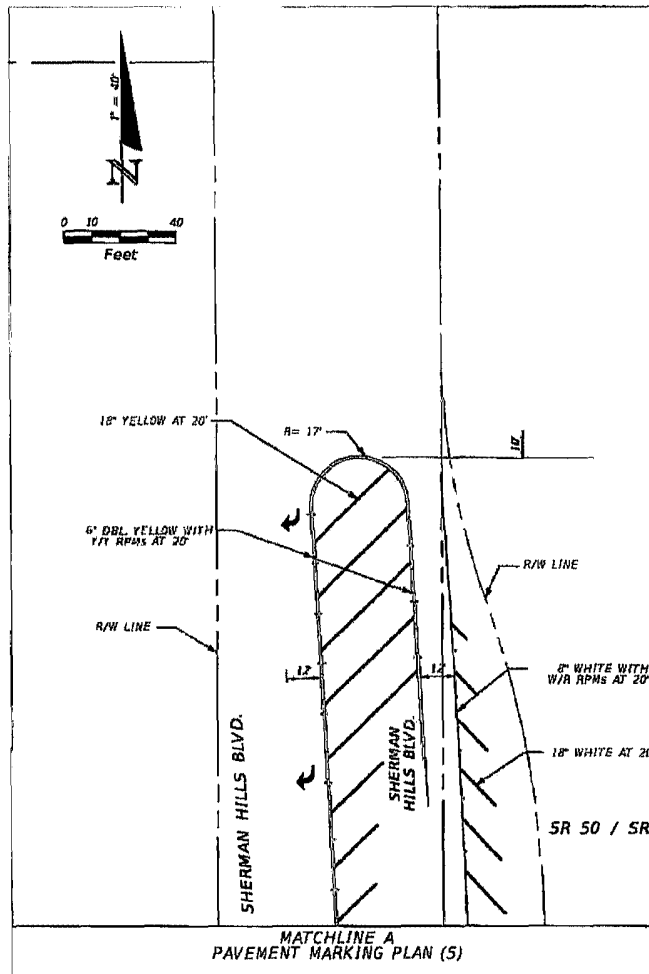 1" = 40'
N
0 10 40
Feet
18" YELLOW AT 20'
R= 17'
10'
6" DBL. YELLOW WITH
Y/Y RPMs AT 20'
R/W LINE
R/W LINE
12'
12'
8" WHITE WITH
W/R RPMs AT 20'
18" WHITE AT 20
SHERMAN HILLS BLVD.
SHERMAN
HILLS BLVD.
SR 50 / SR
MATCHLINE A
PAVEMENT MARKING PLAN (5)